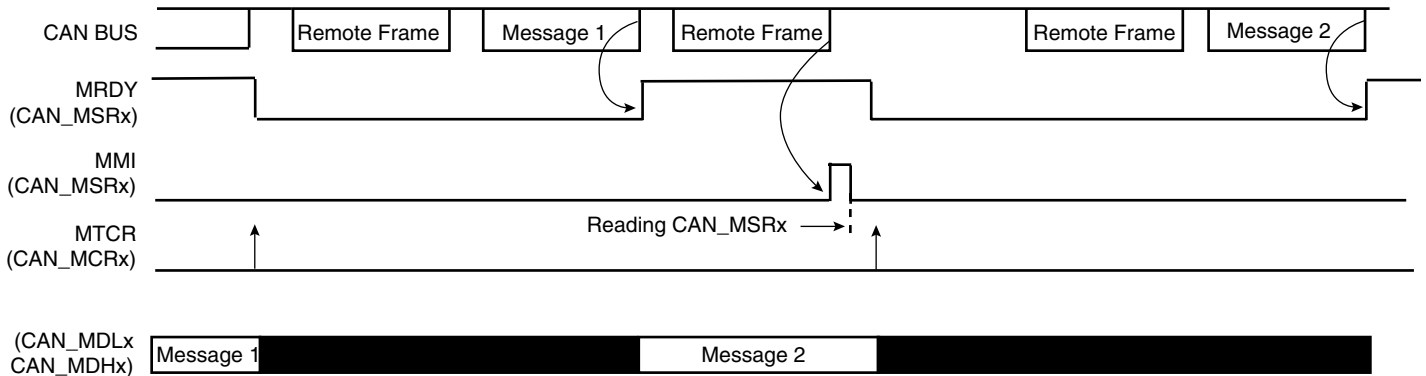 CAN BUS
Remote Frame
Message 1
Remote Frame
Remote Frame
Message 2
MRDY
(CAN_MSRx)
MMI
(CAN_MSRx)
Reading CAN_MSRx
MTCR
(CAN_MCRx)
(CAN_MDLx
CAN_MDHx)
Message 1
Message 2